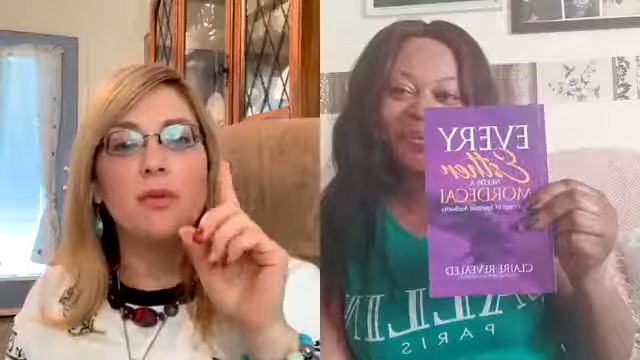 EVERY
Esther
NEEDS A
MORDECAI
CLAIRE REVEALED
PARIS